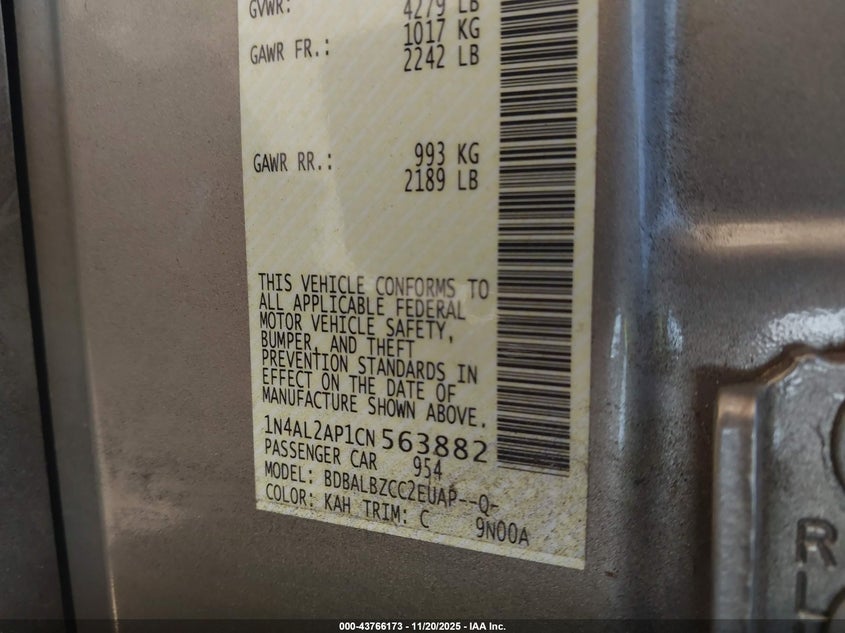 GVWR: 4279 LB
1017 KG
GAWR FR.: 2242 LB
GAWR RR.: 993 KG
2189 LB
THIS VEHICLE CONFORMS TO
ALL APPLICABLE FEDERAL
MOTOR VEHICLE SAFETY,
BUMPER, AND THEFT
PREVENTION STANDARDS IN
EFFECT ON THE DATE OF
MANUFACTURE SHOWN ABOVE.
1N4AL2AP1CN563882
PASSENGER CAR 954
MODEL: BDBALBZCC2EUAP--Q-
COLOR: KAH TRIM: C 9N00A
R
L
000-43766173 - 11/20/2025 - IAA Inc.